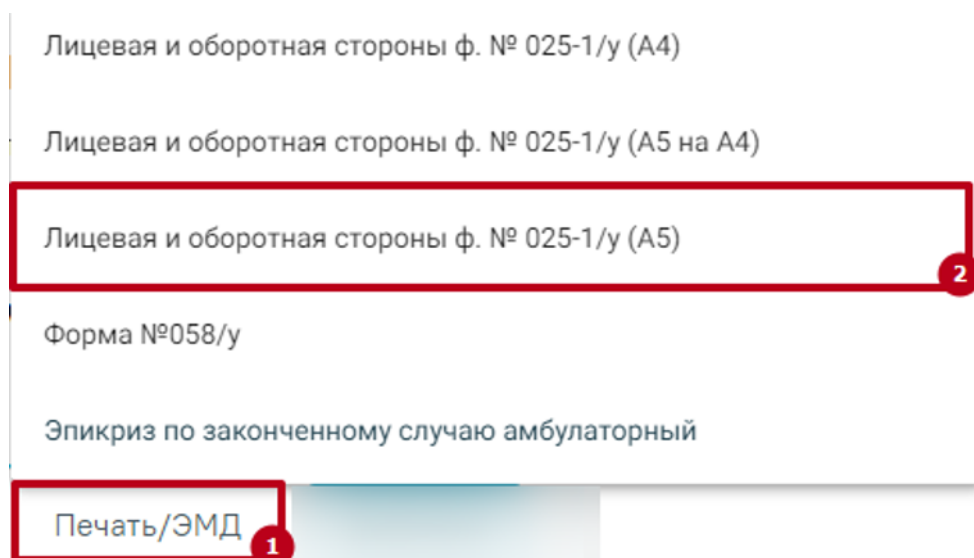 Лицевая и оборотная стороны ф. № 025-1/у (А4)
Лицевая и оборотная стороны ф. № 025-1/у (А5 на А4)
Лицевая и оборотная стороны ф. № 025-1/у (А5)
2
Форма №058/у
Эпикриз по законченному случаю амбулаторный
Печать/ЭМД
1